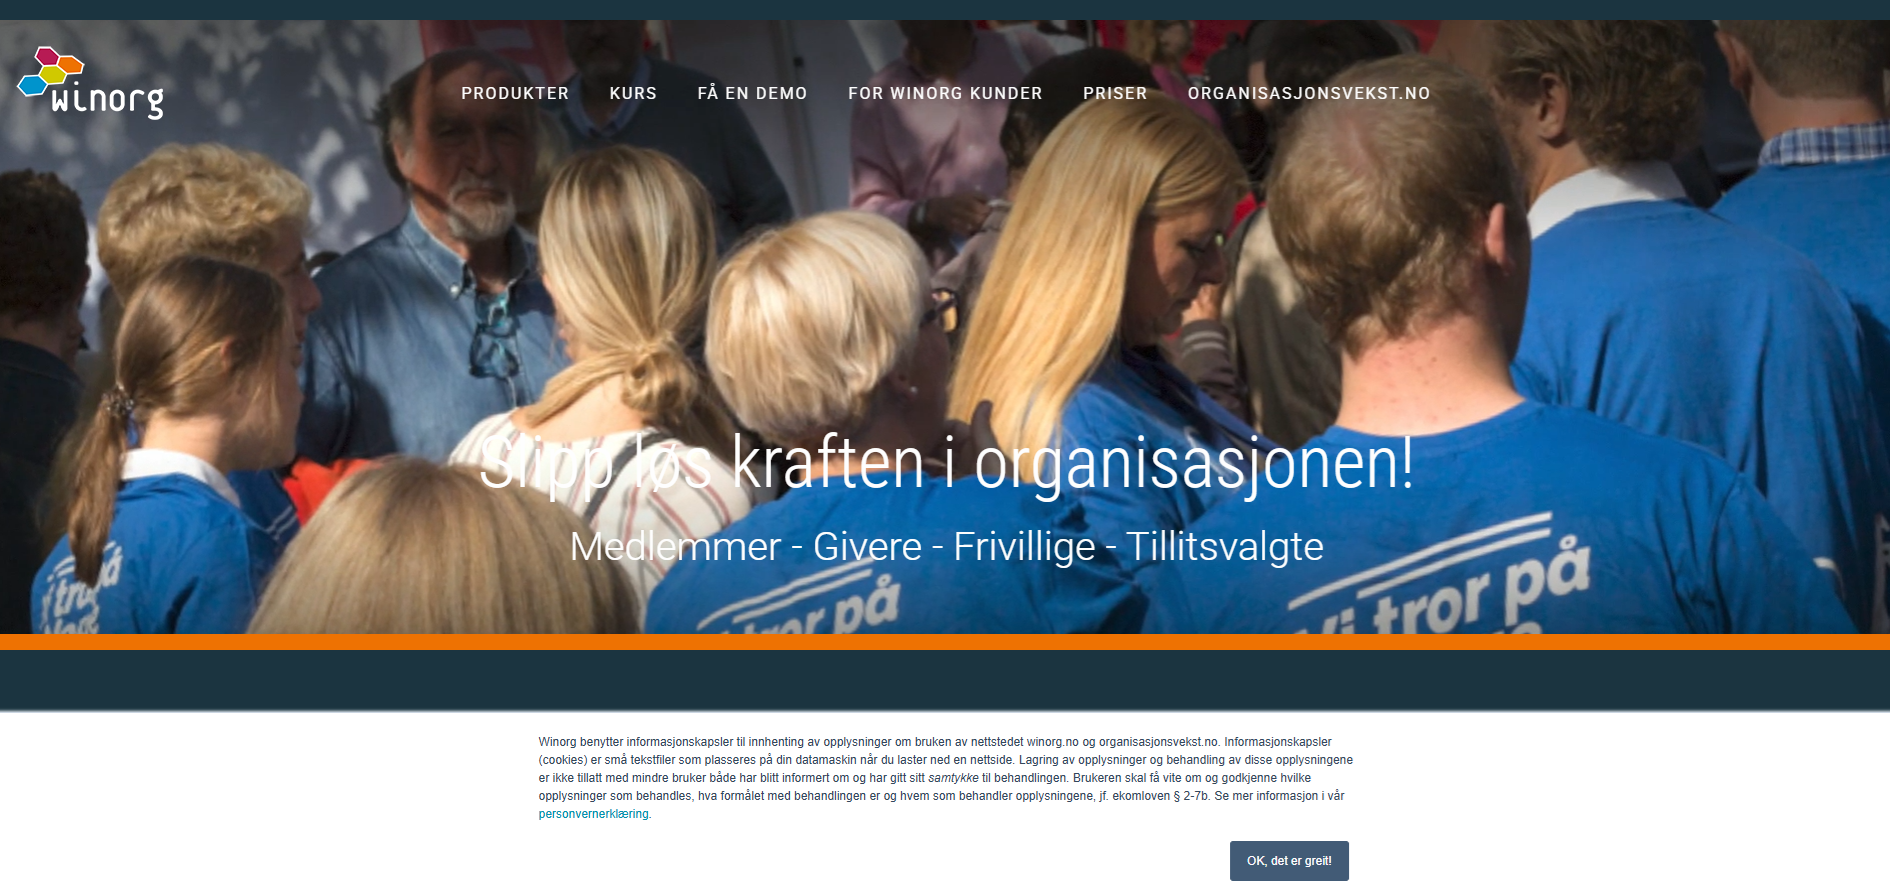 winorg
PRODUKTER KURS FÅ EN DEMO FOR WINORG KUNDER PRISER ORGANISASJONSVEKST.NO
Slipp løs kraften i organisasjonen!
Medlemmer - Givere - Frivillige - Tillitsvalgte
Vi tror på
tror på
i tror på
Norge
Winorg benytter informasjonskapsler til innhenting av opplysninger om bruken av nettstedet winorg.no og organisasjonsvekst.no. Informasjonskapsler
(cookies) er små tekstfiler som plasseres på din datamaskin når du laster ned en nettside. Lagring av opplysninger og behandling av disse opplysningene
er ikke tillatt med mindre bruker både har blitt informert om og har gitt sitt samtykke til behandlingen. Brukeren skal få vite om og godkjenne hvilke
opplysninger som behandles, hva formålet med behandlingen er og hvem som behandler opplysningene, jf. ekomloven § 2-7b. Se mer informasjon i vår
personvernerklæring.
OK, det er greit!